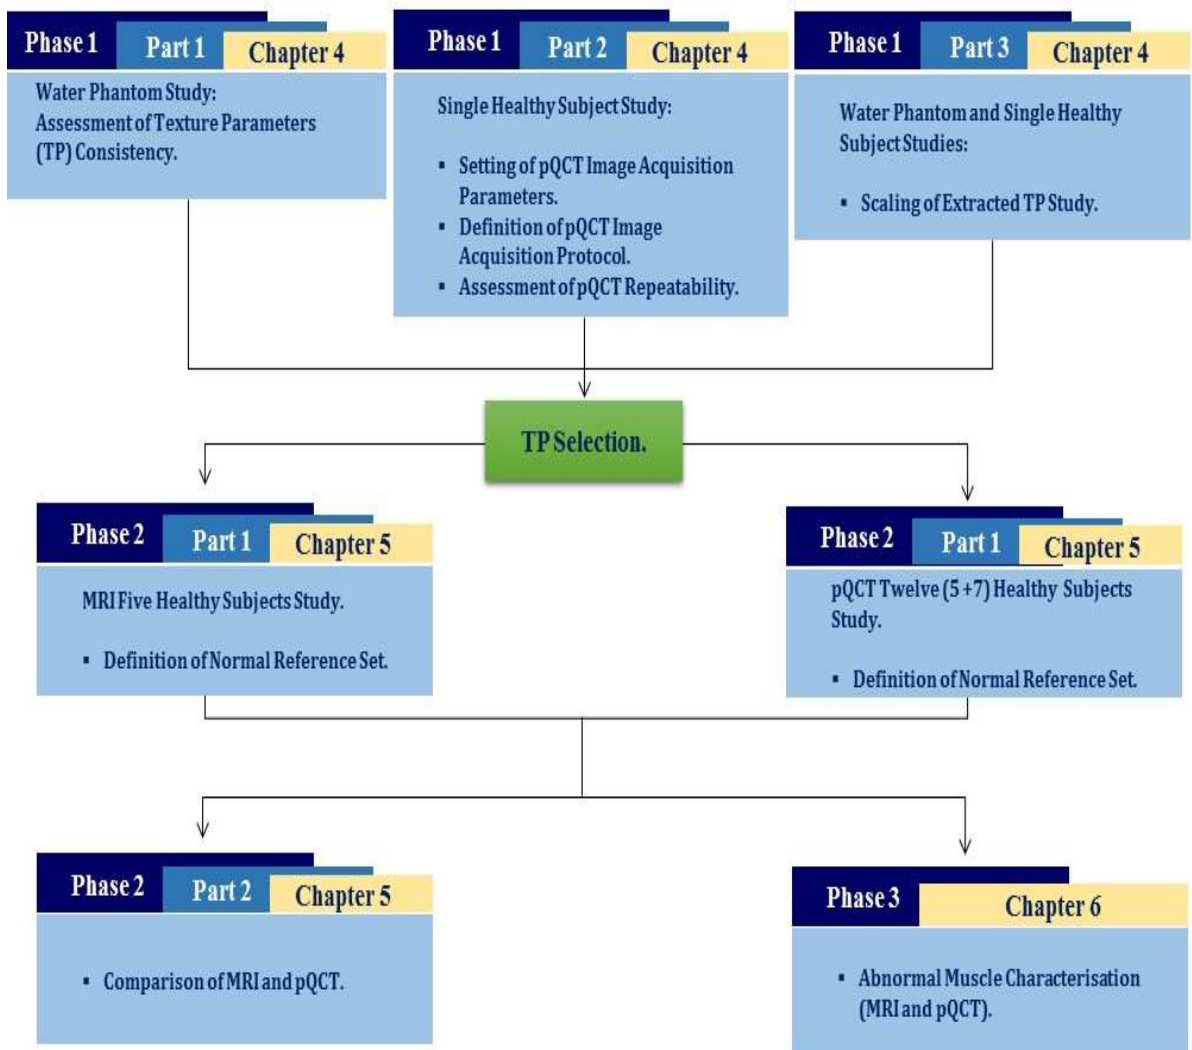 Phase 1 Part 1 Chapter 4
Water Phantom Study:
Assessment of Texture Parameters
(TP) Consistency.
Phase 1 Part 2 Chapter 4
Single Healthy Subject Study:
▪ Setting of pQCT Image Acquisition
Parameters.
▪ Definition of pQCT Image
Acquisition Protocol.
▪ Assessment of pQCT Repeatability.
Phase 1 Part 3 Chapter 4
Water Phantom and Single Healthy
Subject Studies:
▪ Scaling of Extracted TP Study.
TP Selection.
Phase 2 Part 1 Chapter 5
MRI Five Healthy Subjects Study.
▪ Definition of Normal Reference Set.
Phase 2 Part 1 Chapter 5
pQCT Twelve (5 +7) Healthy Subjects
Study.
▪ Definition of Normal Reference Set.
Phase 2 Part 2 Chapter 5
▪ Comparison of MRI and pQCT.
Phase 3 Chapter 6
▪ Abnormal Muscle Characterisation
(MRI and pQCT).